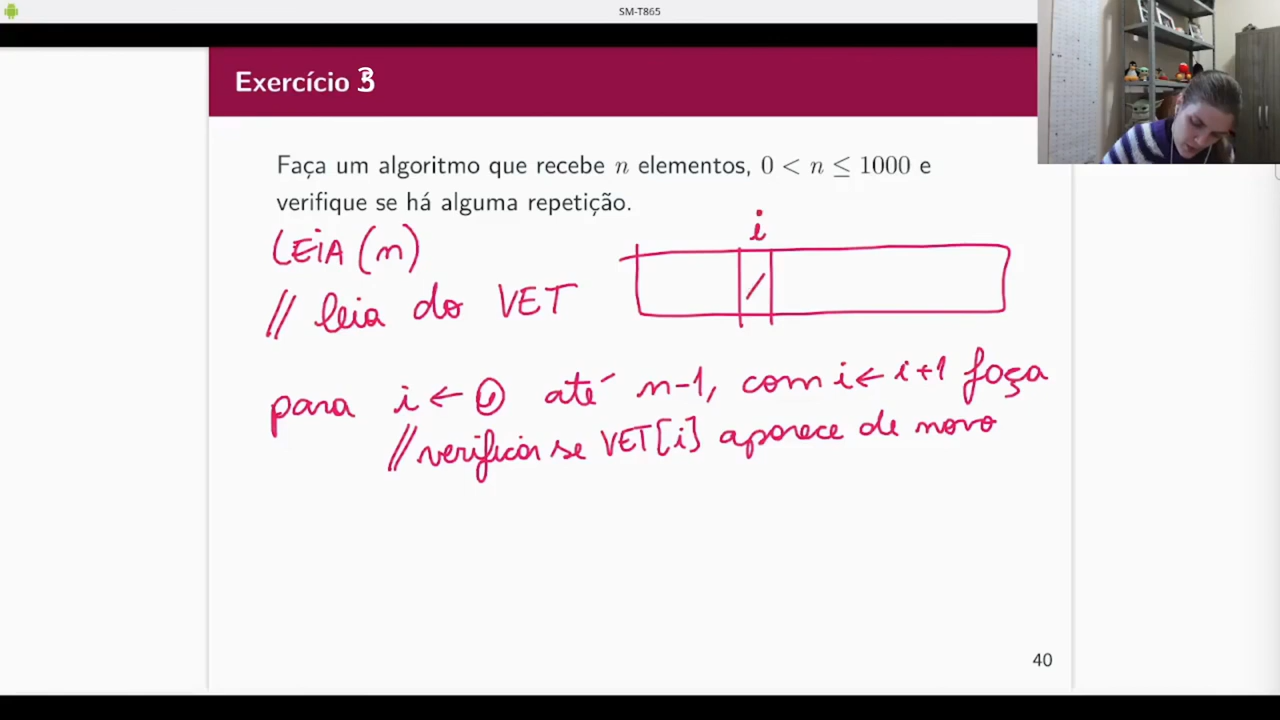 SM-T865
Exercício 3
Faça um algoritmo que recebe n elementos, 0 < n ≤ 1000 e
verifique se há alguma repetição.
LEIA (n)
i
// leia do VET
para i ← 0 até n-1, com i ← i+1 faça
// verificar se VET[i] aparece de novo
40